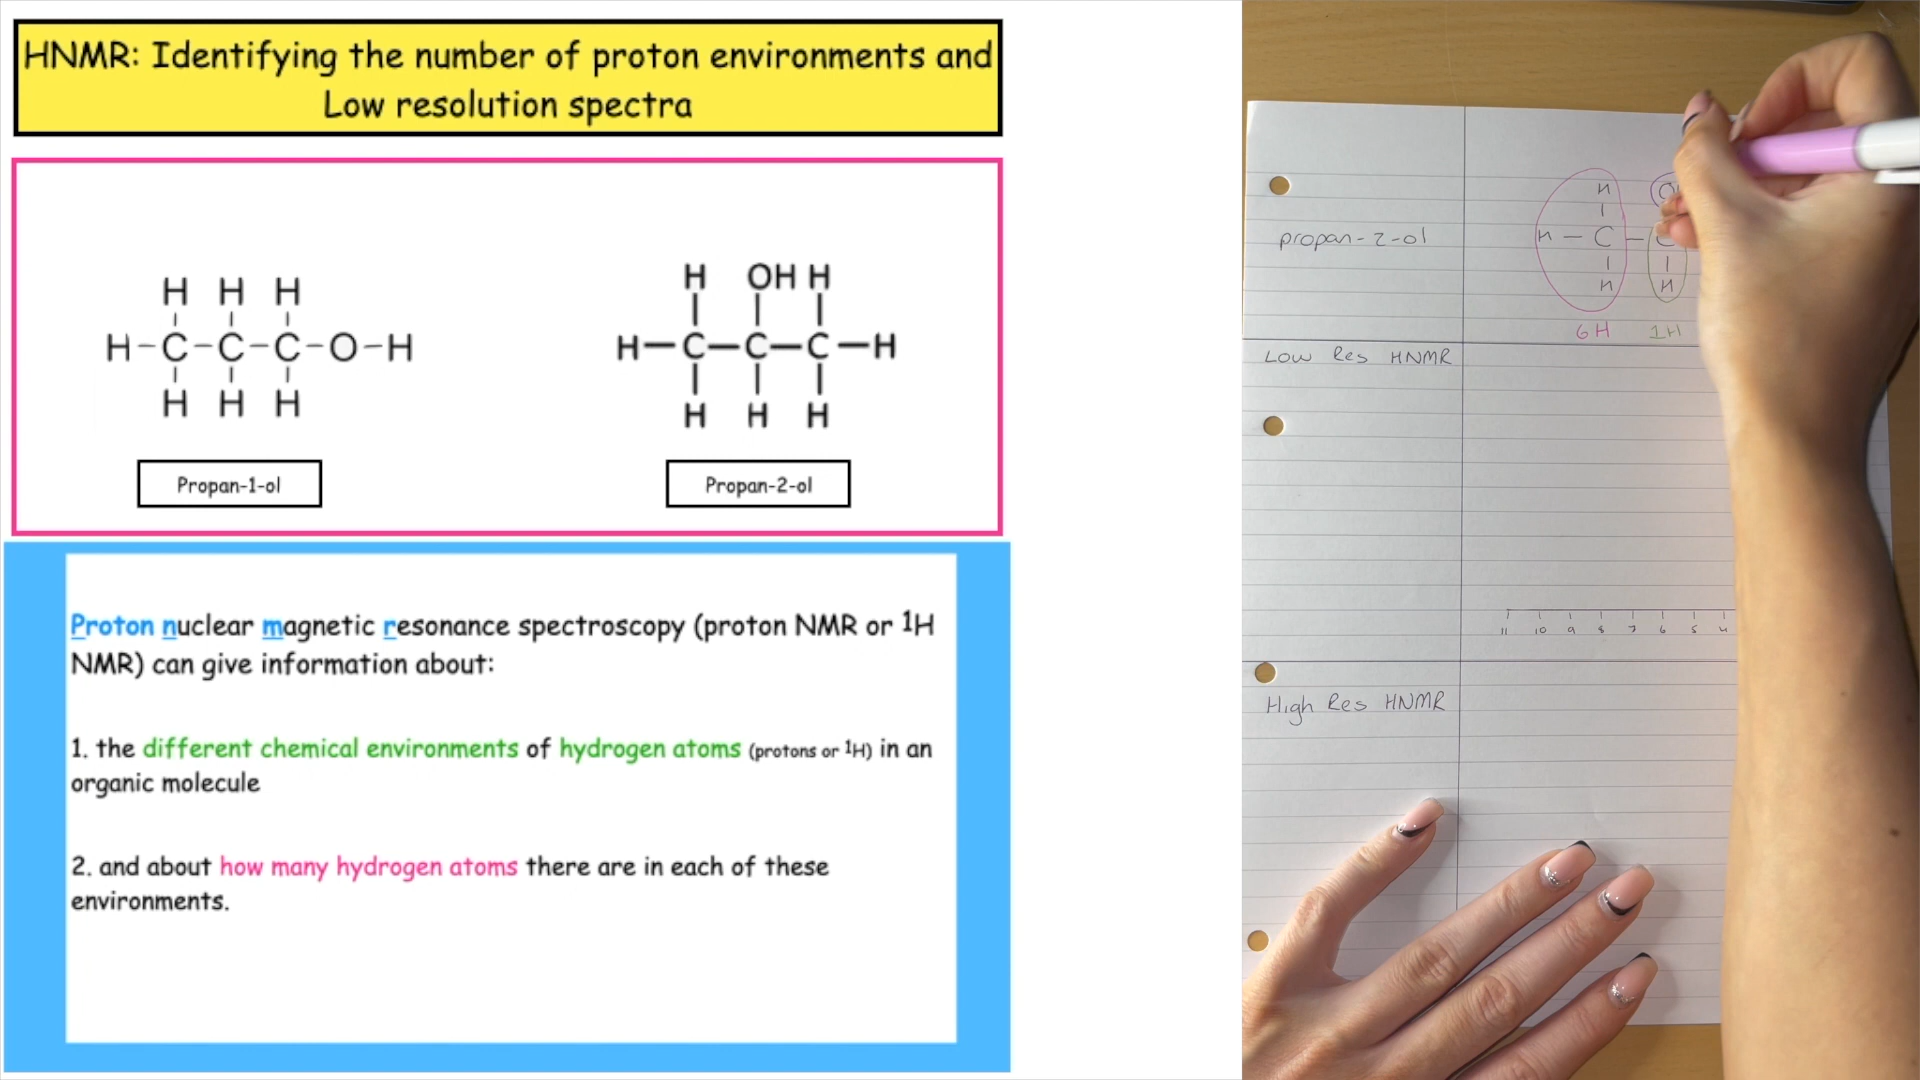 HNMR: Identifying the number of proton environments and
Low resolution spectra
H H H
H-C-C-C-O-H
H H H
Propan-1-ol
H OH H
H-C-C-C-H
H H H
Propan-2-ol
Proton nuclear magnetic resonance spectroscopy (proton NMR or 1H
NMR) can give information about:
1. the different chemical environments of hydrogen atoms (protons or 1H) in an
organic molecule
2. and about how many hydrogen atoms there are in each of these
environments.
propan-2-ol
H O
H - C - C
H H
6H 1H
Low Res HNMR
11 10 9 8 7 6 5 4
High Res HNMR